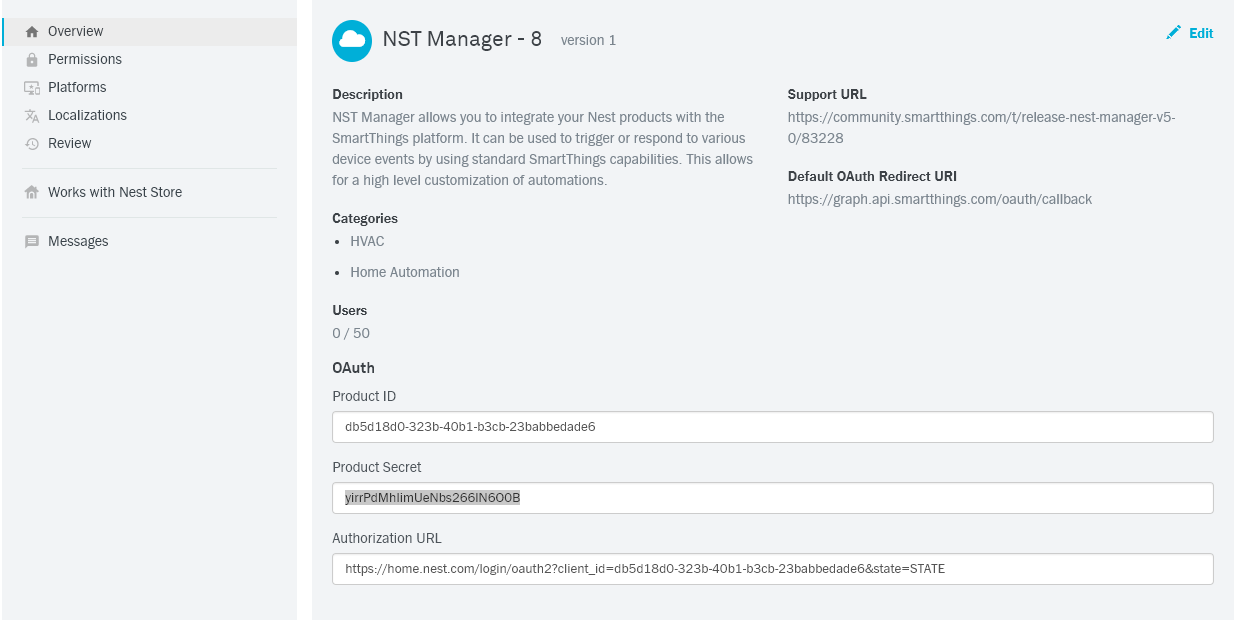 Overview
Permissions
Platforms
Localizations
Review
Works with Nest Store
Messages
NST Manager - 8 version 1
Edit
Description
NST Manager allows you to integrate your Nest products with the
SmartThings platform. It can be used to trigger or respond to various
device events by using standard SmartThings capabilities. This allows
for a high level customization of automations.
Categories
• HVAC
• Home Automation
Users
0 / 50
Support URL
https://community.smartthings.com/t/release-nest-manager-v5-
0/83228
Default OAuth Redirect URI
https://graph.api.smartthings.com/oauth/callback
OAuth
Product ID
db5d18d0-323b-40b1-b3cb-23babbedade6
Product Secret
Authorization URL
https://home.nest.com/login/oauth2?client_id=db5d18d0-323b-40b1-b3cb-23babbedade6&state=STATE